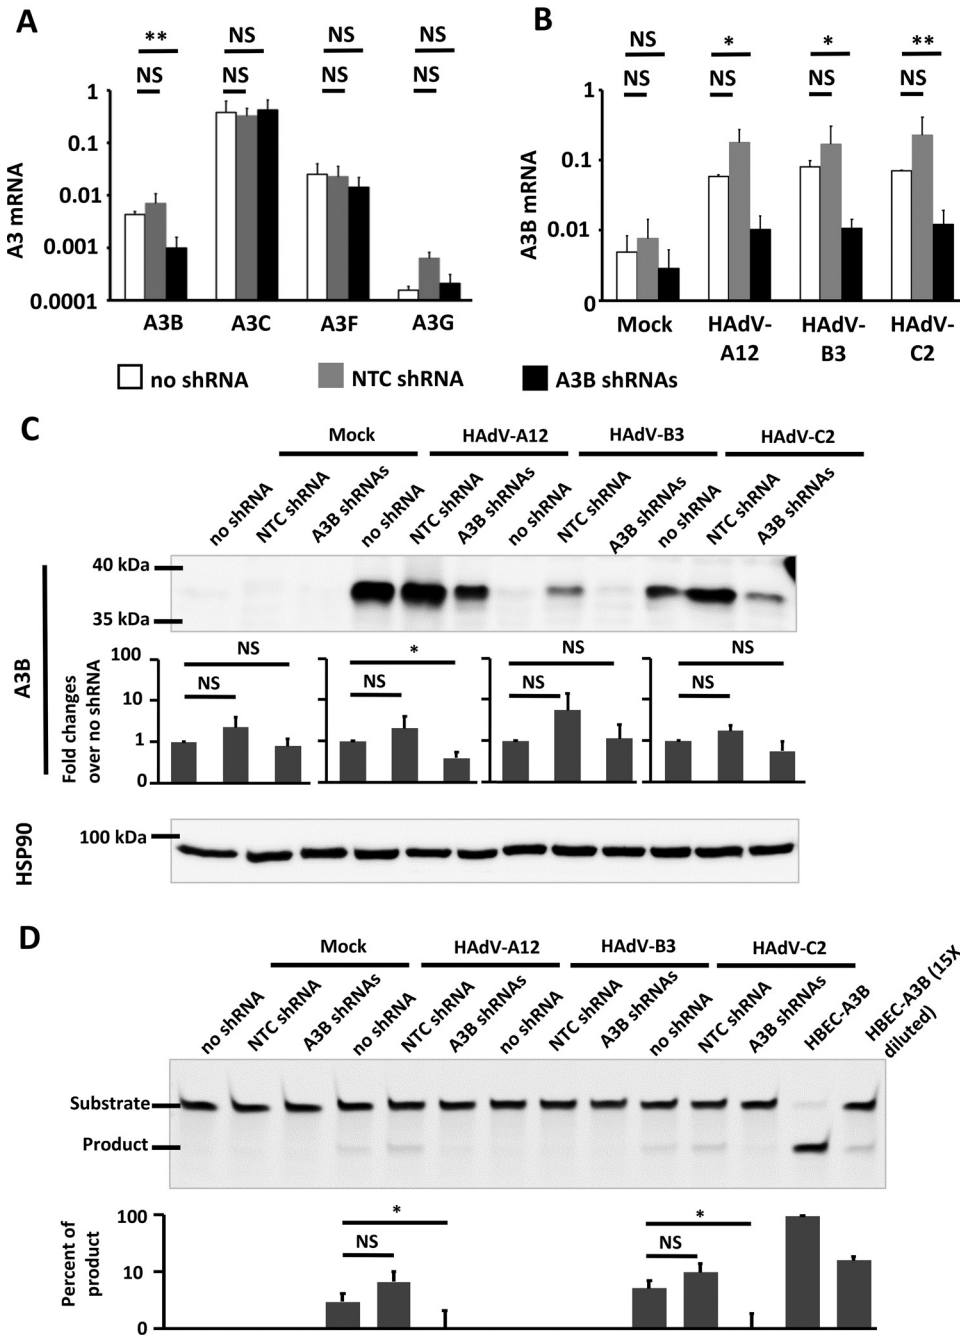 A
B
** NS NS NS
NS NS NS NS
NS * * **
NS NS NS NS
A3 mRNA
1
0.1
0.01
0.001
0.0001
A3B A3C A3F A3G
A3B mRNA
1
0.1
0.01
0
Mock HAdV-A12 HAdV-B3 HAdV-C2
no shRNA NTC shRNA A3B shRNAs
C
Mock HAdV-A12 HAdV-B3 HAdV-C2
no shRNA NTC shRNA A3B shRNAs no shRNA NTC shRNA A3B shRNAs no shRNA NTC shRNA A3B shRNAs no shRNA NTC shRNA A3B shRNAs
A3B
40 kDa
35 kDa
Fold changes
over no shRNA
100
10
1
0
NS * NS NS
NS NS NS NS
HSP90
100 kDa
D
Mock HAdV-A12 HAdV-B3 HAdV-C2
no shRNA NTC shRNA A3B shRNAs no shRNA NTC shRNA A3B shRNAs no shRNA NTC shRNA A3B shRNAs no shRNA NTC shRNA A3B shRNAs HBEC-A3B HBEC-A3B (15X
diluted)
Substrate
Product
Percent of
product
100
10
0
* *
NS NS